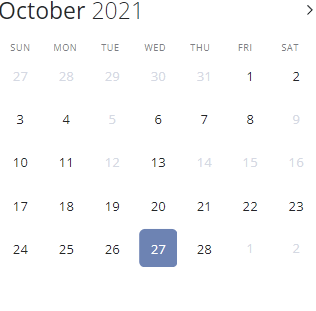 October 2021
SUN MON TUE WED THU FRI SAT
27 28 29 30 31 1 2
3 4 5 6 7 8 9
10 11 12 13 14 15 16
17 18 19 20 21 22 23
24 25 26 27 28 1 2